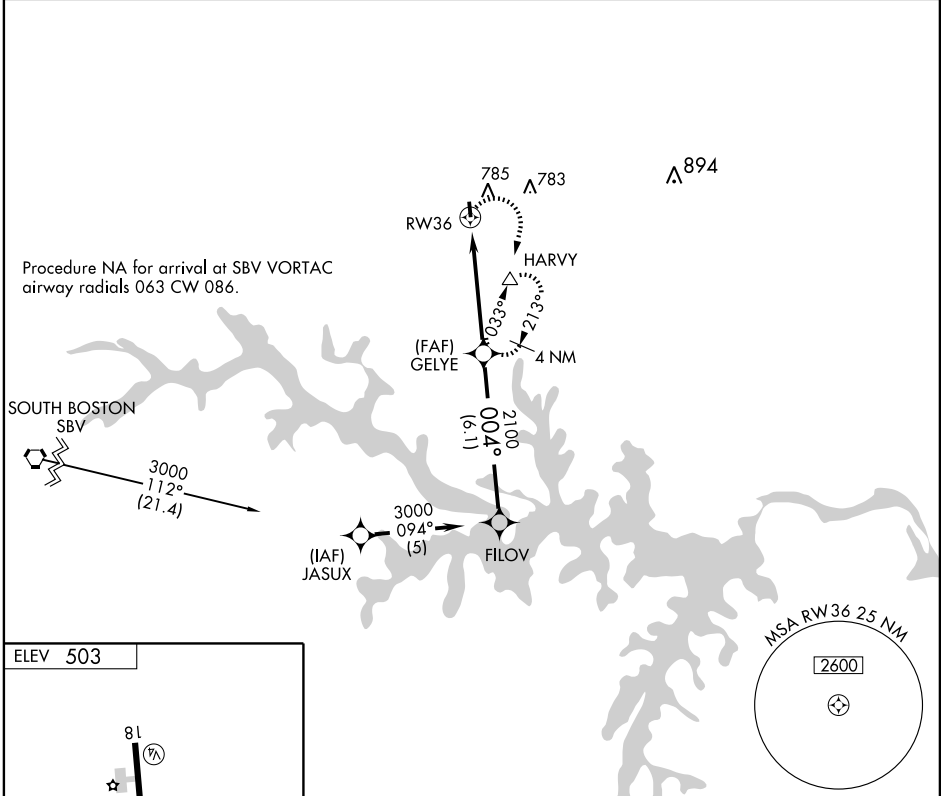 785
783
894
RW36
HARVY
Procedure NA for arrival at SBV VORTAC
airway radials 063 CW 086.
033°
213°
4 NM
(FAF)
GELYE
SOUTH BOSTON
SBV
2100
004°
(6.1)
3000
112°
(21.4)
3000
094°
(5)
(IAF)
JASUX
FILOV
MSA RW36 25 NM
2600
ELEV 503
18
V4